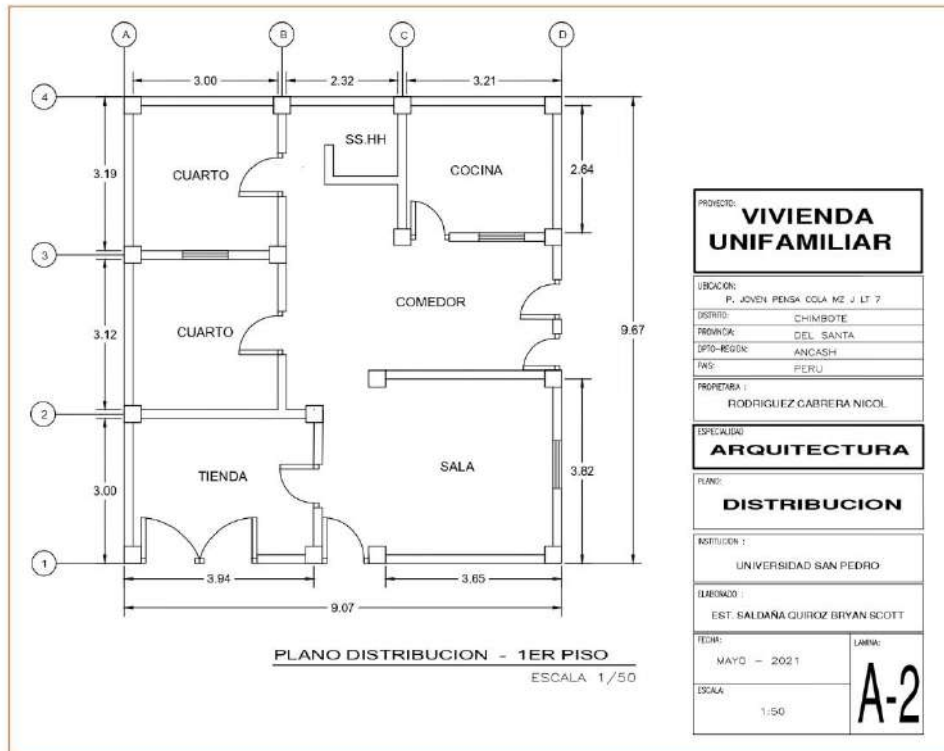 A
B
C
D
3.00
2.32
3.21
4
SS.HH
CUARTO
COCINA
3.19
2.64
3
COMEDOR
CUARTO
3.12
9.67
2
TIENDA
SALA
3.00
3.82
1
3.94
3.65
9.07
PLANO DISTRIBUCION - 1ER PISO
ESCALA 1/50
PROYECTO:
VIVIENDA
UNIFAMILIAR
UBICACION:
P. JOVEN PENSA COLA MZ J LT 7
DISTRITO: CHIMBOTE
PROVINCIA: DEL SANTA
DPTO-REGION: ANCASH
PAIS: PERU
PROPIETARIA :
RODRIGUEZ CABRERA NICOL
ESPECIALIDAD
ARQUITECTURA
PLANO:
DISTRIBUCION
INSTITUCION :
UNIVERSIDAD SAN PEDRO
ELABORADO :
EST. SALDAÑA QUIROZ BRYAN SCOTT
FECHA:
MAYO - 2021
ESCALA:
1:50
LAMINA:
A-2